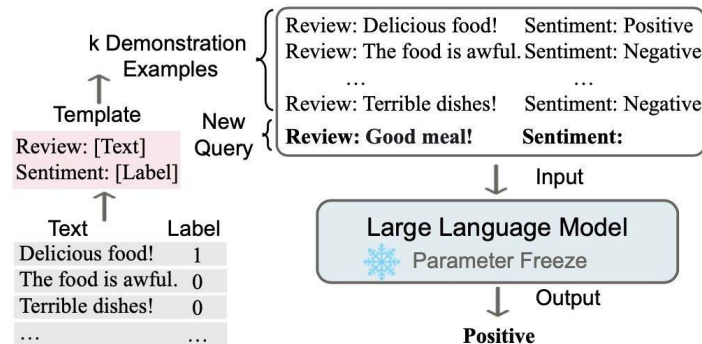 k Demonstration
Examples
Review: Delicious food! Sentiment: Positive
Review: The food is awful. Sentiment: Negative
... ...
Review: Terrible dishes! Sentiment: Negative
New
Query
Review: Good meal! Sentiment:
Template
Review: [Text]
Sentiment: [Label]
Text Label
Delicious food! 1
The food is awful. 0
Terrible dishes! 0
... ...
Input
Large Language Model
Parameter Freeze
Output
Positive